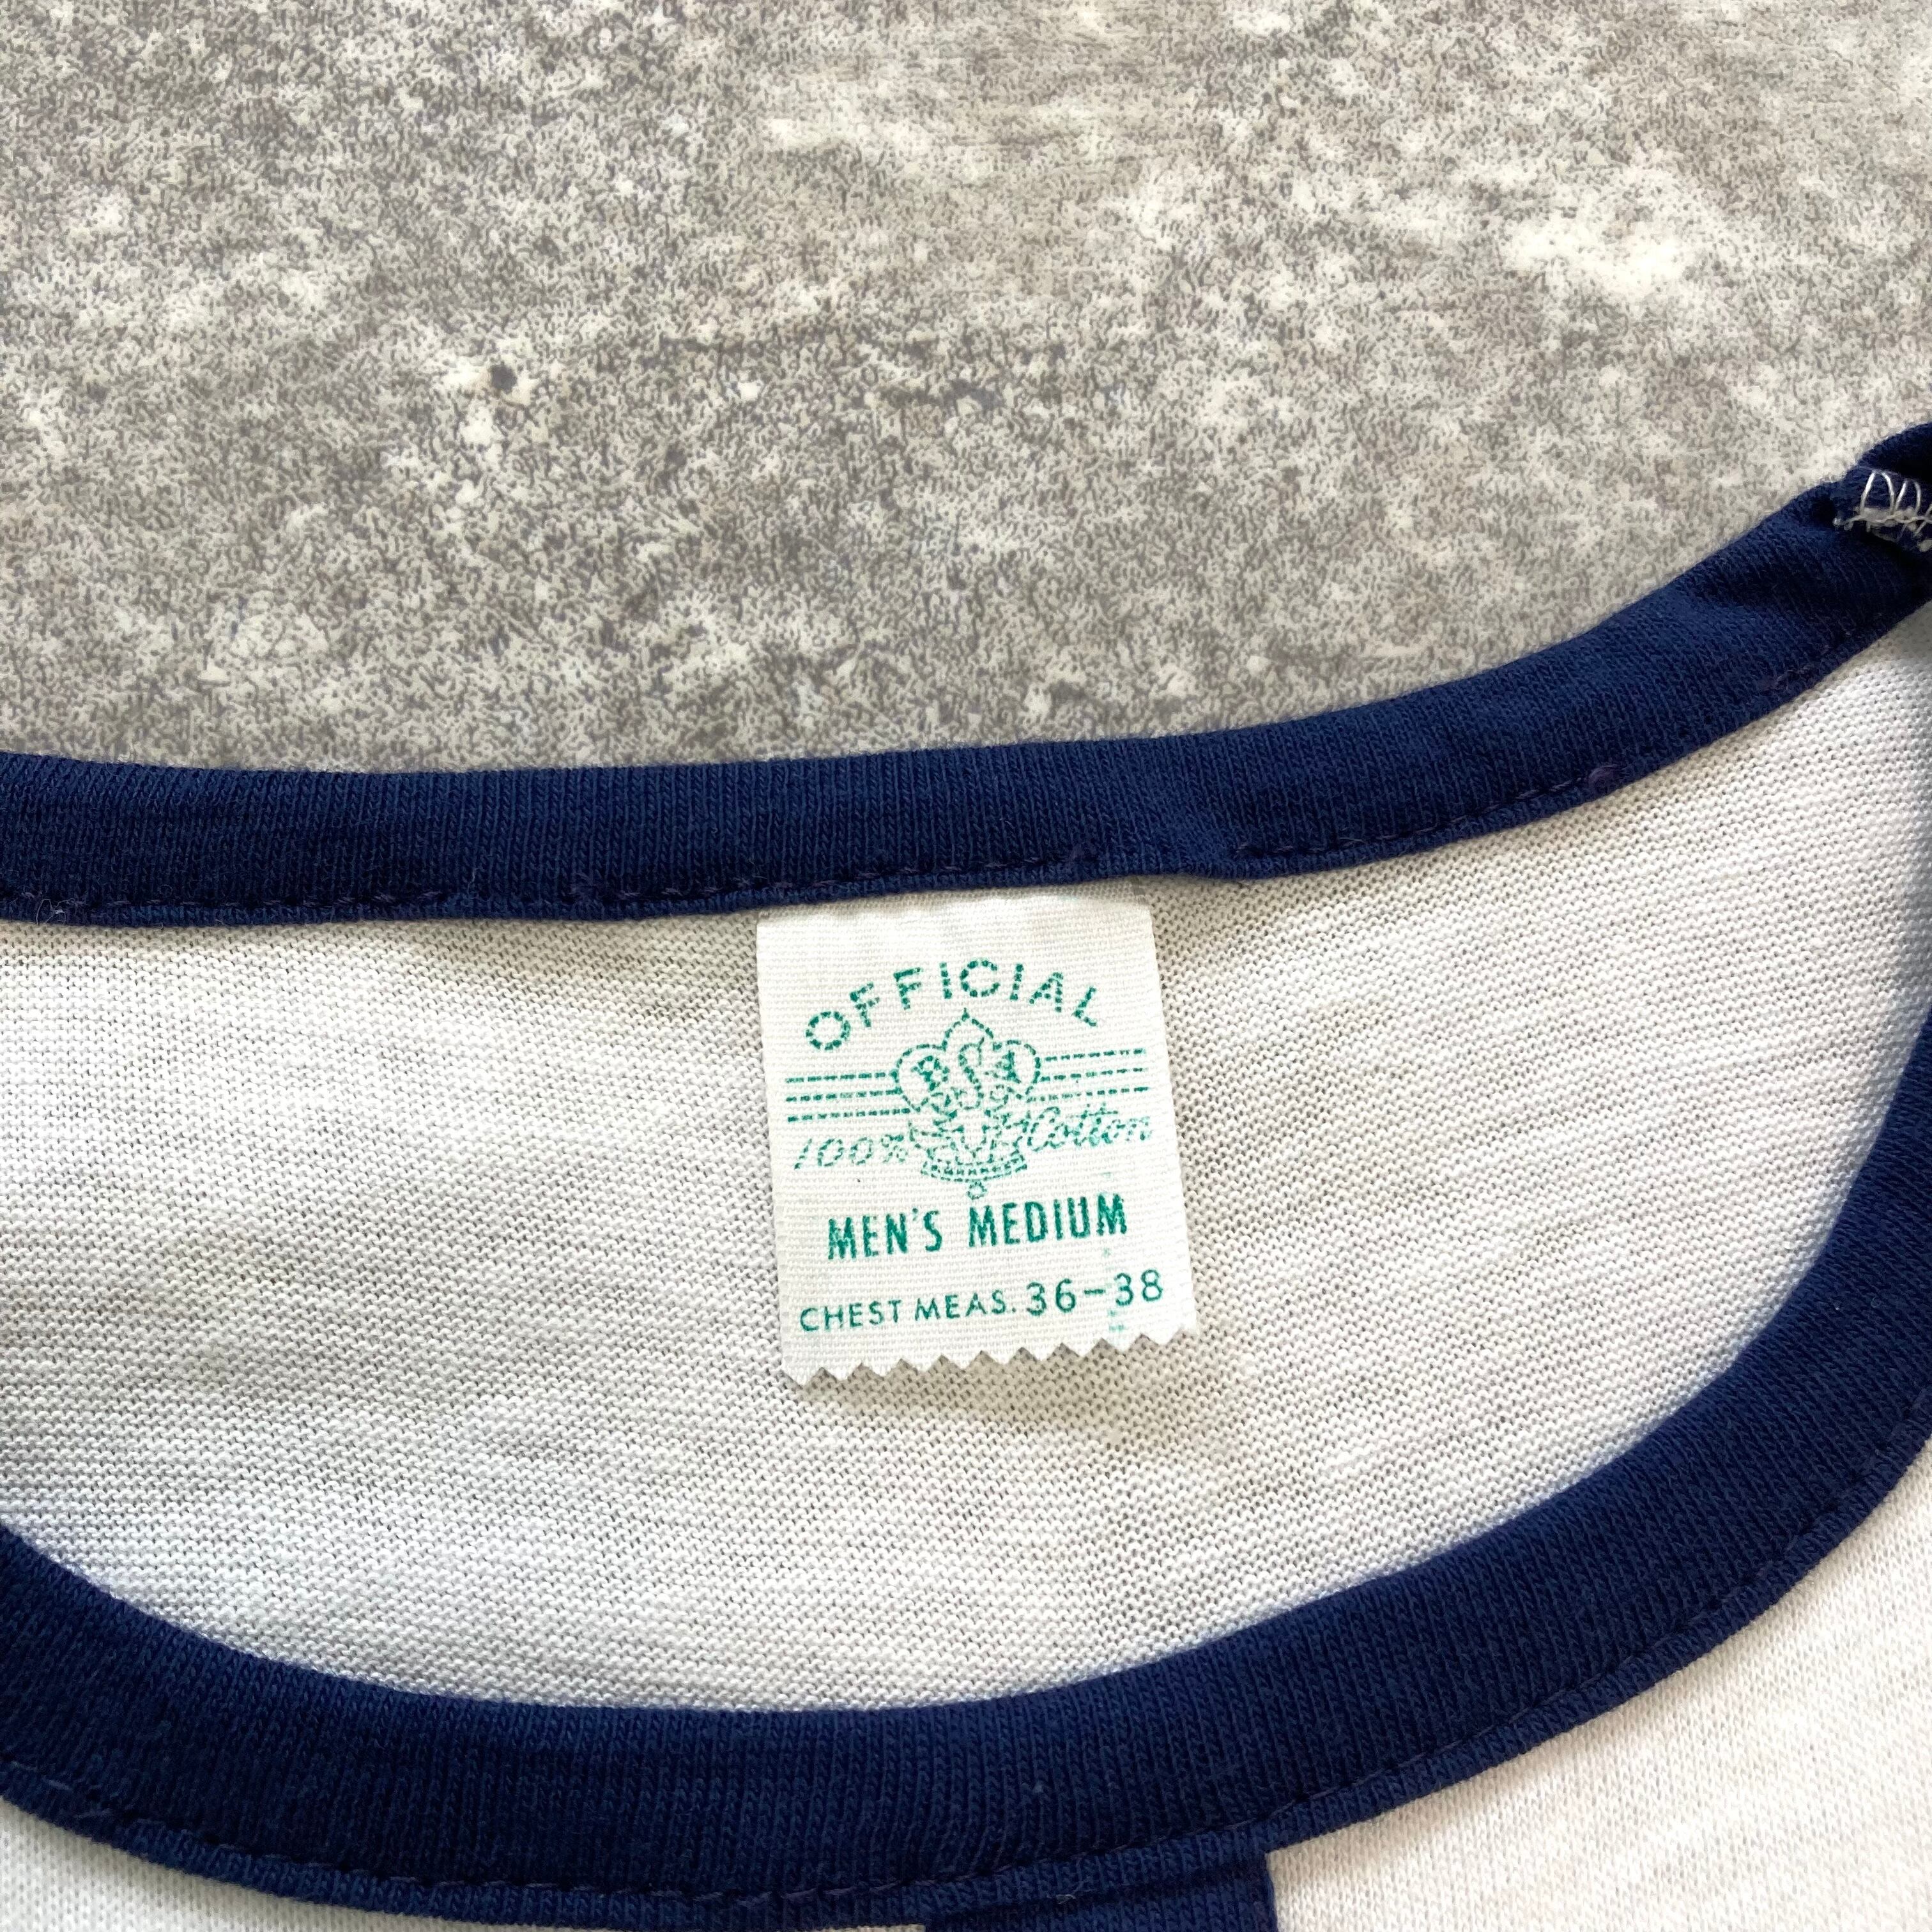 OFFICIAL
BSA
100% Cotton
MEN'S MEDIUM
CHEST MEAS. 36-38